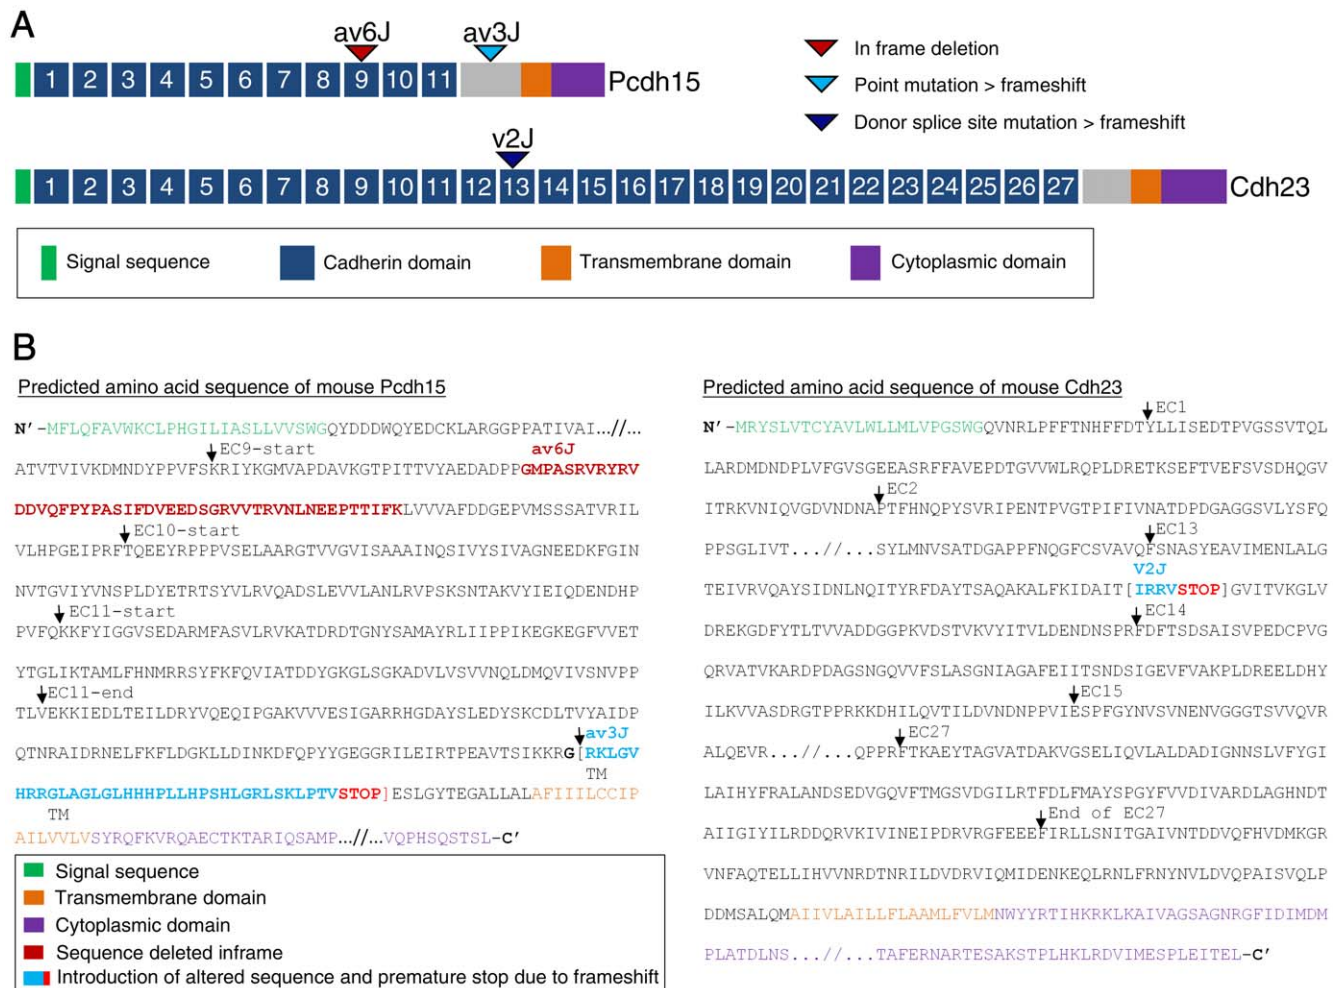 A
av6J av3J
1 2 3 4 5 6 7 8 9 10 11 Pcdh15
In frame deletion
Point mutation > frameshift
Donor splice site mutation > frameshift
v2J
1 2 3 4 5 6 7 8 9 10 11 12 13 14 15 16 17 18 19 20 21 22 23 24 25 26 27 Cdh23
Signal sequence Cadherin domain Transmembrane domain Cytoplasmic domain
B
Predicted amino acid sequence of mouse Pcdh15
N' -MFLQFAVWKCLPHGILIASLLVVSWGQYDDDWQYEDCKLARGGPPATIVAI...//...
EC9-start av6J
ATVTVIVKDMNDYPPVFSKRIYKGMVAPDAVKGTPITTVYAEDADPPGMPASRVRYRV
DDVQFPYPASIFDVEEDSGRVVTRVNLNEEPTTIFKLVVVAFDDGEPVMSSSATVRIL
EC10-start
VLHPGEIPRFTQEEYRPPPVSELAARGTVVGVISAAAINQSIVYSIVAGNEEDKFGIN
NVTGVIYVNSPLDYETRTSYVLRVQADSLEVVLANLRVPSKSNTAKVYIEIQDENDHP
EC11-start
PVFQKKFYIGGVSEDARMFASVLRVKATDRDTGNYSAMAYRLIIPPIKEGKEGFVVET
YTGLIKTAMLFHNMRRSYFKFQVIATDDYGKGLSGKADVLVSVVNQLDMQVIVSNVPP
EC11-end
TLVEKKIEDLTEILDRYVQEQIPGAKVVVESIGARRHGDAYSLEDYSKCDLTVYAIDP
av3J
QTNRAIDRNELFKFLDGKLLDINKDFQPYYGEGGRILEIRTPEAVTSIKKRG[RKLGV
TM
HRRGLAGLGLHHHPLLHPSHLGRLSKLPTVSTOP]ESLGYTEGALLALAFIIILCCIP
TM
AILVVLVSYRQFKVRQAECTKTARIQSAMP...//...VQPHSQSTSL-C'
Signal sequence
Transmembrane domain
Cytoplasmic domain
Sequence deleted inframe
Introduction of altered sequence and premature stop due to frameshift
Predicted amino acid sequence of mouse Cdh23
EC1
N' -MRYSLVTCYAVLWLLMLVPGSWGQVNRLPFFTNHFFDTYLLISEDTPVGSSVTQL
LARDMDNDPLVFGVSGEEASRFFAVEPDTGVVWLRQPLDRETKSEFTVEFSVSDHQGV
EC2
ITRKVNIQVGDVNDNAPTFHNQPYSVRIPENTPVGTPIFIVNATDPDGAGGSVLYSFQ
EC13
PPSGLIVT...//...SYLMNVSATDGAPPFNQGFCSVAVQFSNASYEAVIMENLALG
V2J
TEIVRVQAYSIDNLNQITYRFDAYTSAQAKALFKIDAIT[IRRVSTOP]GVITVKGLV
EC14
DREKGDFYTLTVVADDGGPKVDSTVKVYITVLDENDNSPRFDFTSDSAISVPEDCPVG
QRVATVKARDPDAGSNGQVVFSLASGNIAGAFEIITSNDSIGEVFVAKPLDREELDHY
EC15
ILKVVASDRGTPPRKKDHILQVTILDVNDNPPVIESPFGYNVSVNENVGGGTSVVQVR
EC27
ALQEVR...//...QPPRFTKAEYTAGVATDAKVGSELIQVLALDADIGNNSLVFYGI
LAIHYFRALANDSEDVGQVFTMGSVDGILRTFDLFMAYSPGYFVVDIVARDLAGHNDT
End of EC27
AIIGIYILRDDQRVKIVINEIPDRVRGFEEEFIRLLSNITGAIVNTDDVQFHVDMKGR
VNFAQTELLIHVVNRDTNRILDVDRVIQMIDENKEQLRNLFRNYNVLDVQPAISVQLP
DDMSALQMAIIVLAILLFLAAMLFVLMNWYYRTIHKRKLKAIVAGSAGNRGFIDIMDM
PLATDLNS...//...TAFERNARTESAKSTPLHKLRDVIMESPLEITEL-C'